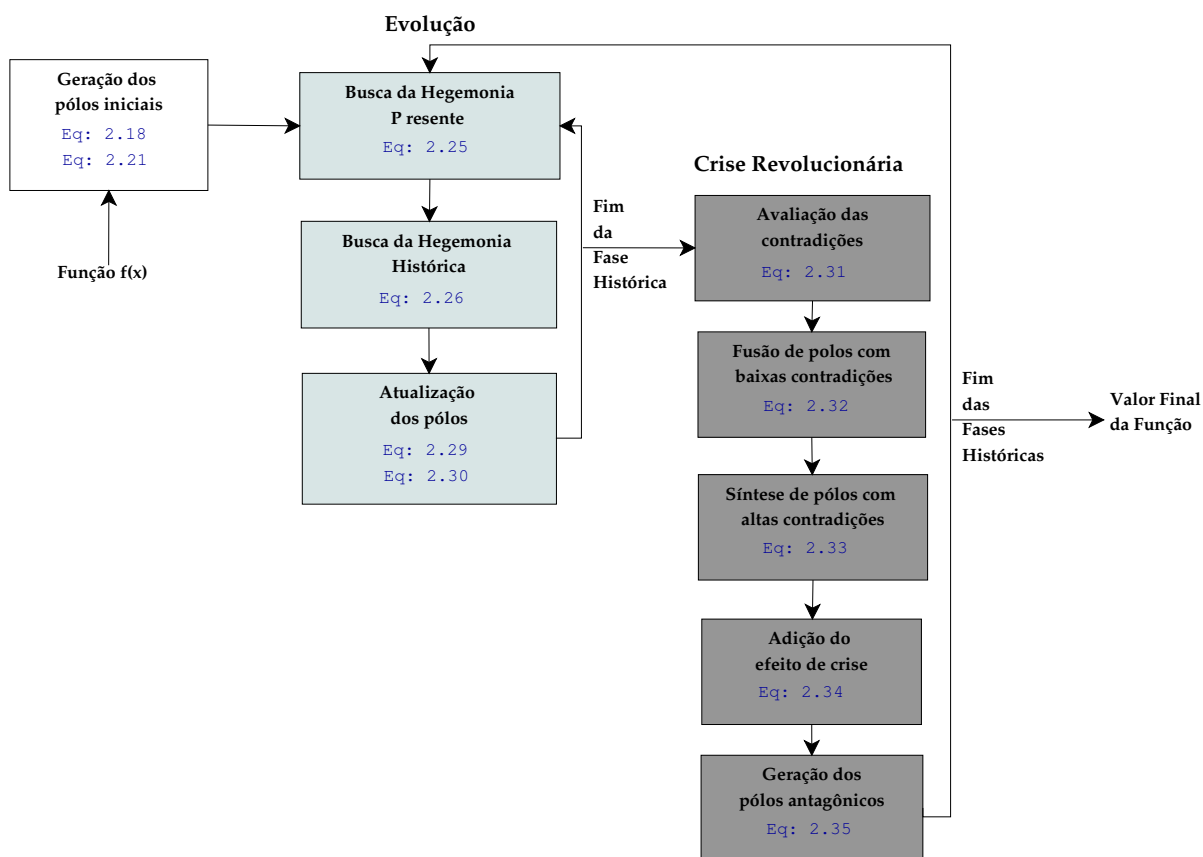 Evolução
Geração dos
pólos iniciais
Eq: 2.18
Eq: 2.21
Função f(x)
Busca da Hegemonia
P resente
Eq: 2.25
Busca da Hegemonia
Histórica
Eq: 2.26
Atualização
dos pólos
Eq: 2.29
Eq: 2.30
Fim
da
Fase
Histórica
Crise Revolucionária
Avaliação das
contradições
Eq: 2.31
Fusão de polos com
baixas contradições
Eq: 2.32
Síntese de pólos com
altas contradições
Eq: 2.33
Adição do
efeito de crise
Eq: 2.34
Geração dos
pólos antagônicos
Eq: 2.35
Fim
das
Fases
Históricas
Valor Final
da Função